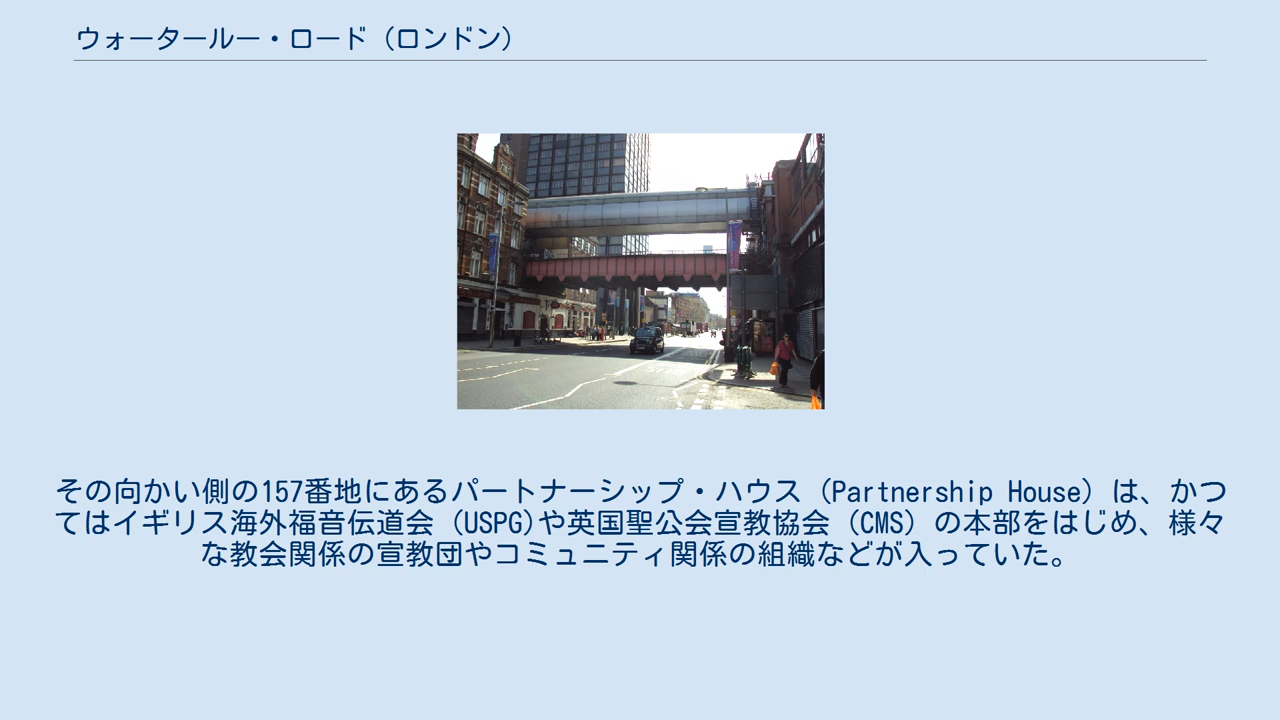 ウォータールー・ロード（ロンドン）
その向かい側の157番地にあるパートナーシップ・ハウス（Partnership House）は、かつ
てはイギリス海外福音伝道会（USPG)や英国聖公会宣教協会（CMS）の本部をはじめ、様々
な教会関係の宣教団やコミュニティ関係の組織などが入っていた。